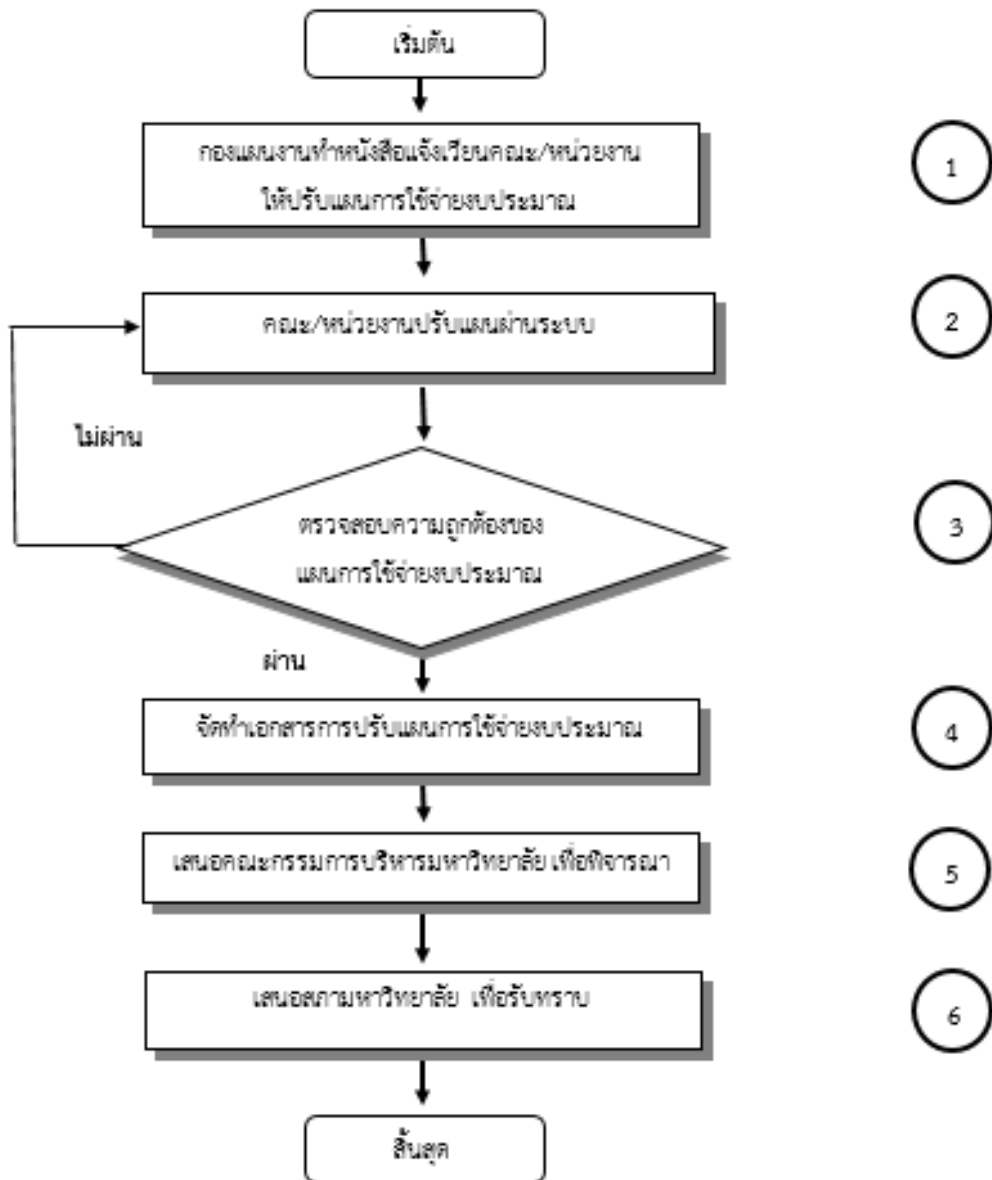 เริ่มต้น
กองแผนงานทำหนังสือแจ้งเวียนคณะ/หน่วยงาน
ให้ปรับแผนการใช้จ่ายงบประมาณ
1
คณะ/หน่วยงานปรับแผนผ่านระบบ
2
ไม่ผ่าน
ตรวจสอบความถูกต้องของ
แผนการใช้จ่ายงบประมาณ
3
ผ่าน
จัดทำเอกสารการปรับแผนการใช้จ่ายงบประมาณ
4
เสนอคณะกรรมการบริหารมหาวิทยาลัย เพื่อพิจารณา
5
เสนอสภามหาวิทยาลัย เพื่อรับทราบ
6
สิ้นสุด